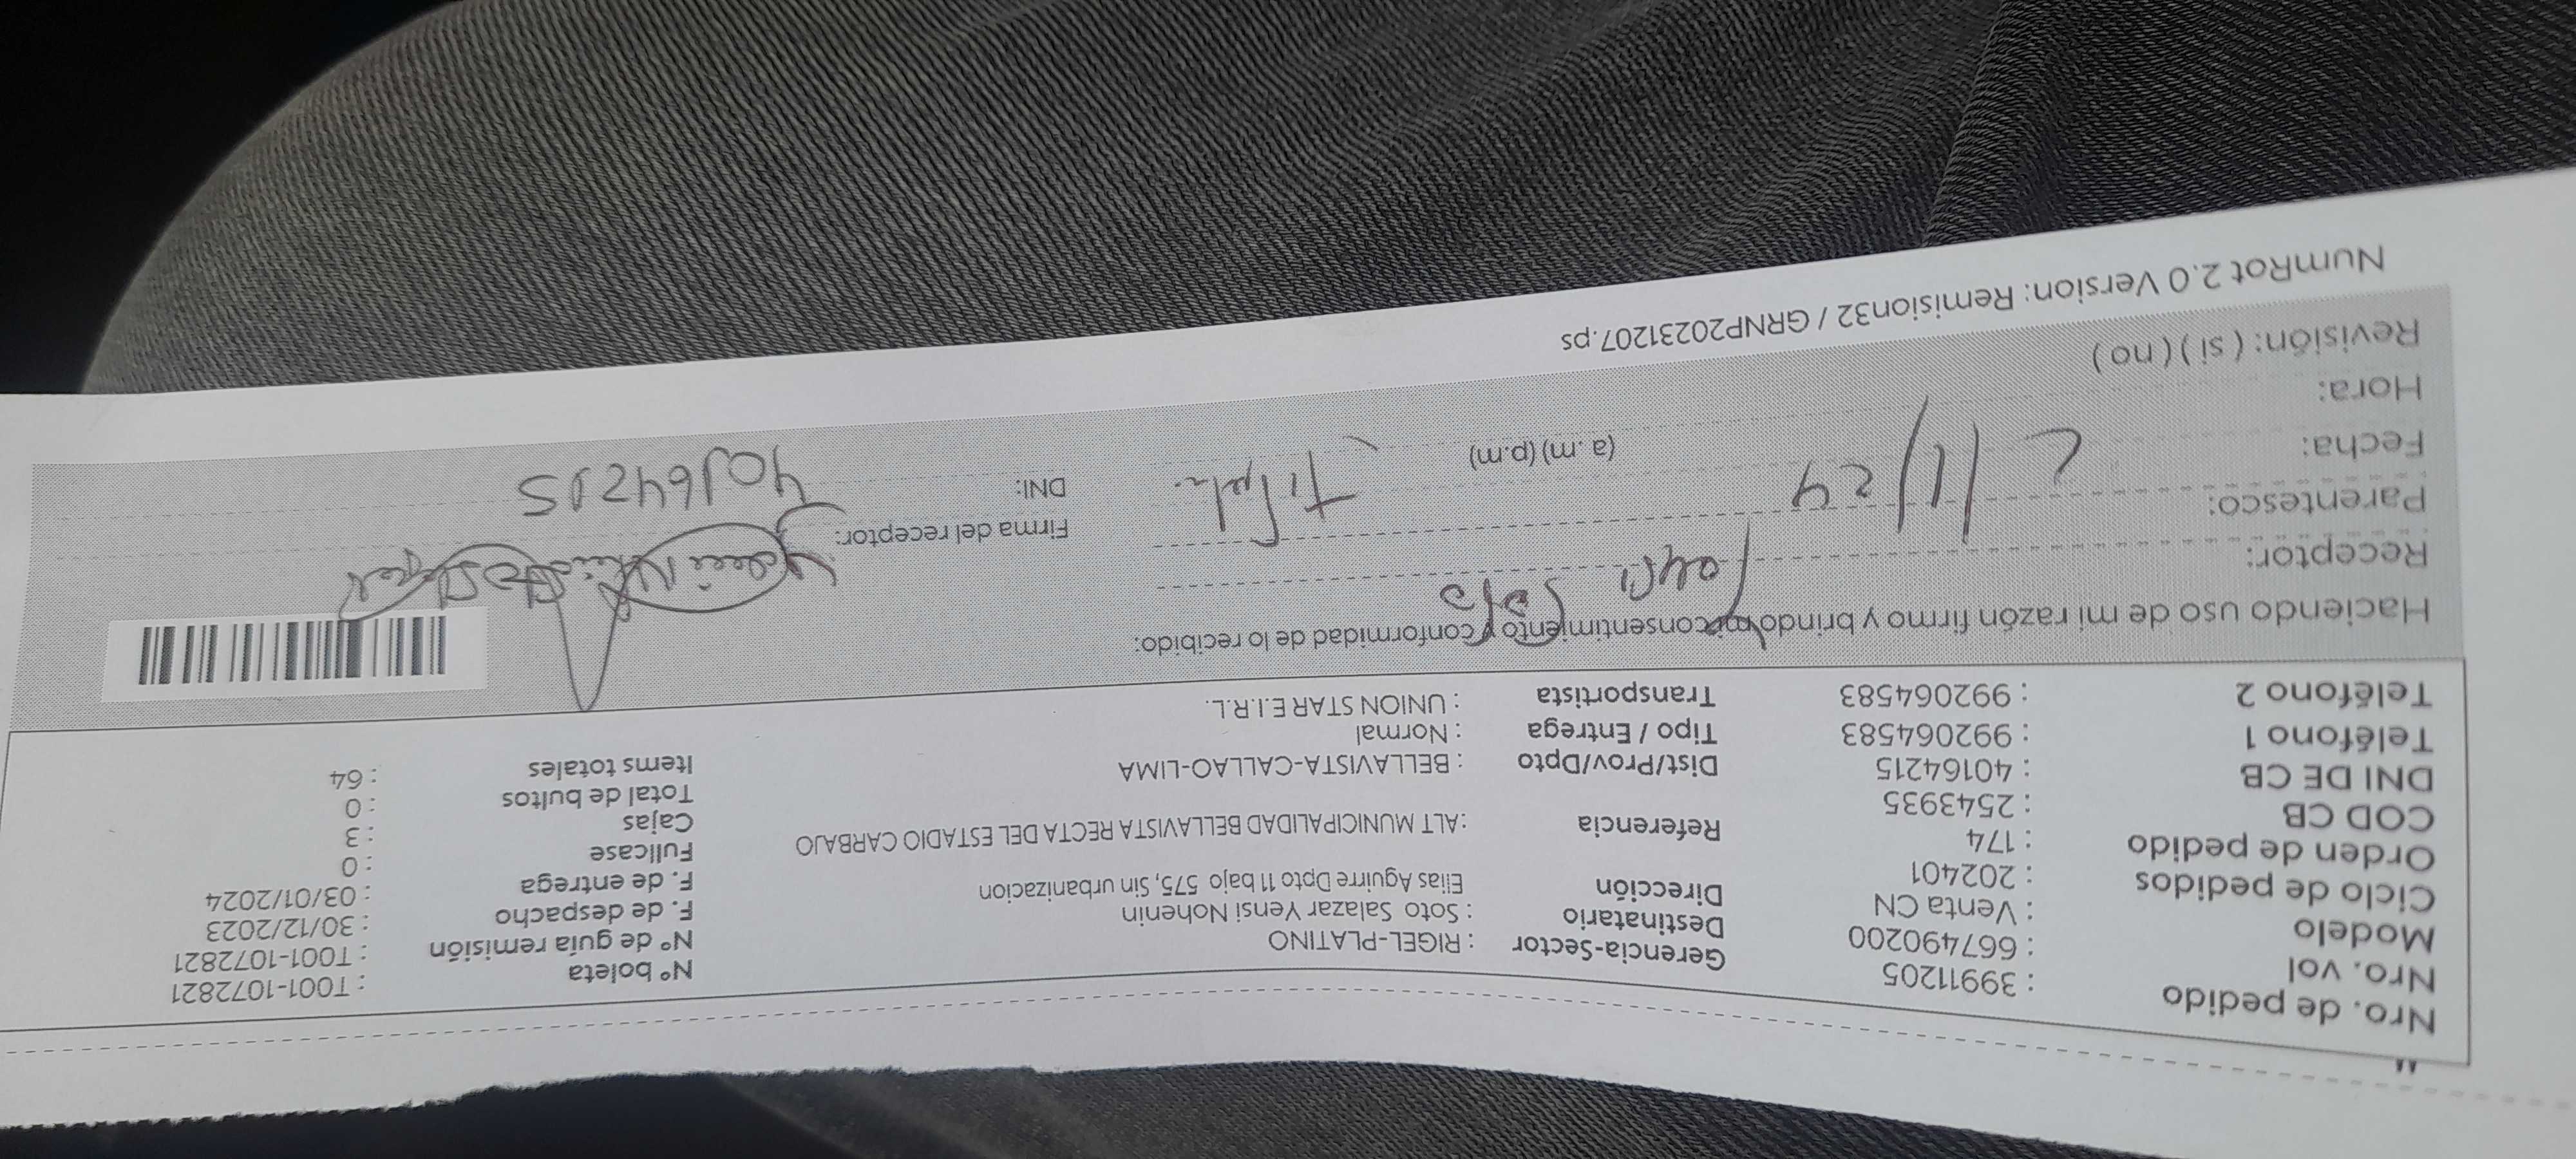 Nro. de pedido : 39911205 Gerencia-Sector : RIGEL-PLATINO Nº boleta : T001-1072821
Nro. vol : 667490200 Destinatario : Soto Salazar Yensi Nohenin Nº de guía remisión : T001-1072821
Modelo : Venta CN Dirección Elias Aguirre Dpto 11 bajo 575, Sin urbanizacion F. de despacho : 30/12/2023
Ciclo de pedidos : 202401 F. de entrega : 03/01/2024
Orden de pedido : 174 Referencia : ALT MUNICIPALIDAD BELLAVISTA RECTA DEL ESTADIO CARBAJO Fullcase : 0
COD CB : 2543935 Cajas : 3
DNI DE CB : 40164215 Dist/Prov/Dpto : BELLAVISTA-CALLAO-LIMA Total de bultos : 0
Teléfono 1 : 992064583 Tipo / Entrega : Normal Items totales : 64
Teléfono 2 : 992064583 Transportista : UNION STAR E.I.R.L.
Haciendo uso de mi razón firmo y brindo mi consentimiento y conformidad de lo recibido:
Receptor: Soto
Parentesco: Firma del receptor:
Fecha: 2/1/24 DNI: 40164215
Hora: (a.m) (p.m)
Revisión: ( si ) ( no )
NumRot 2.0 Version: Remision32 / GRNP20231207.ps